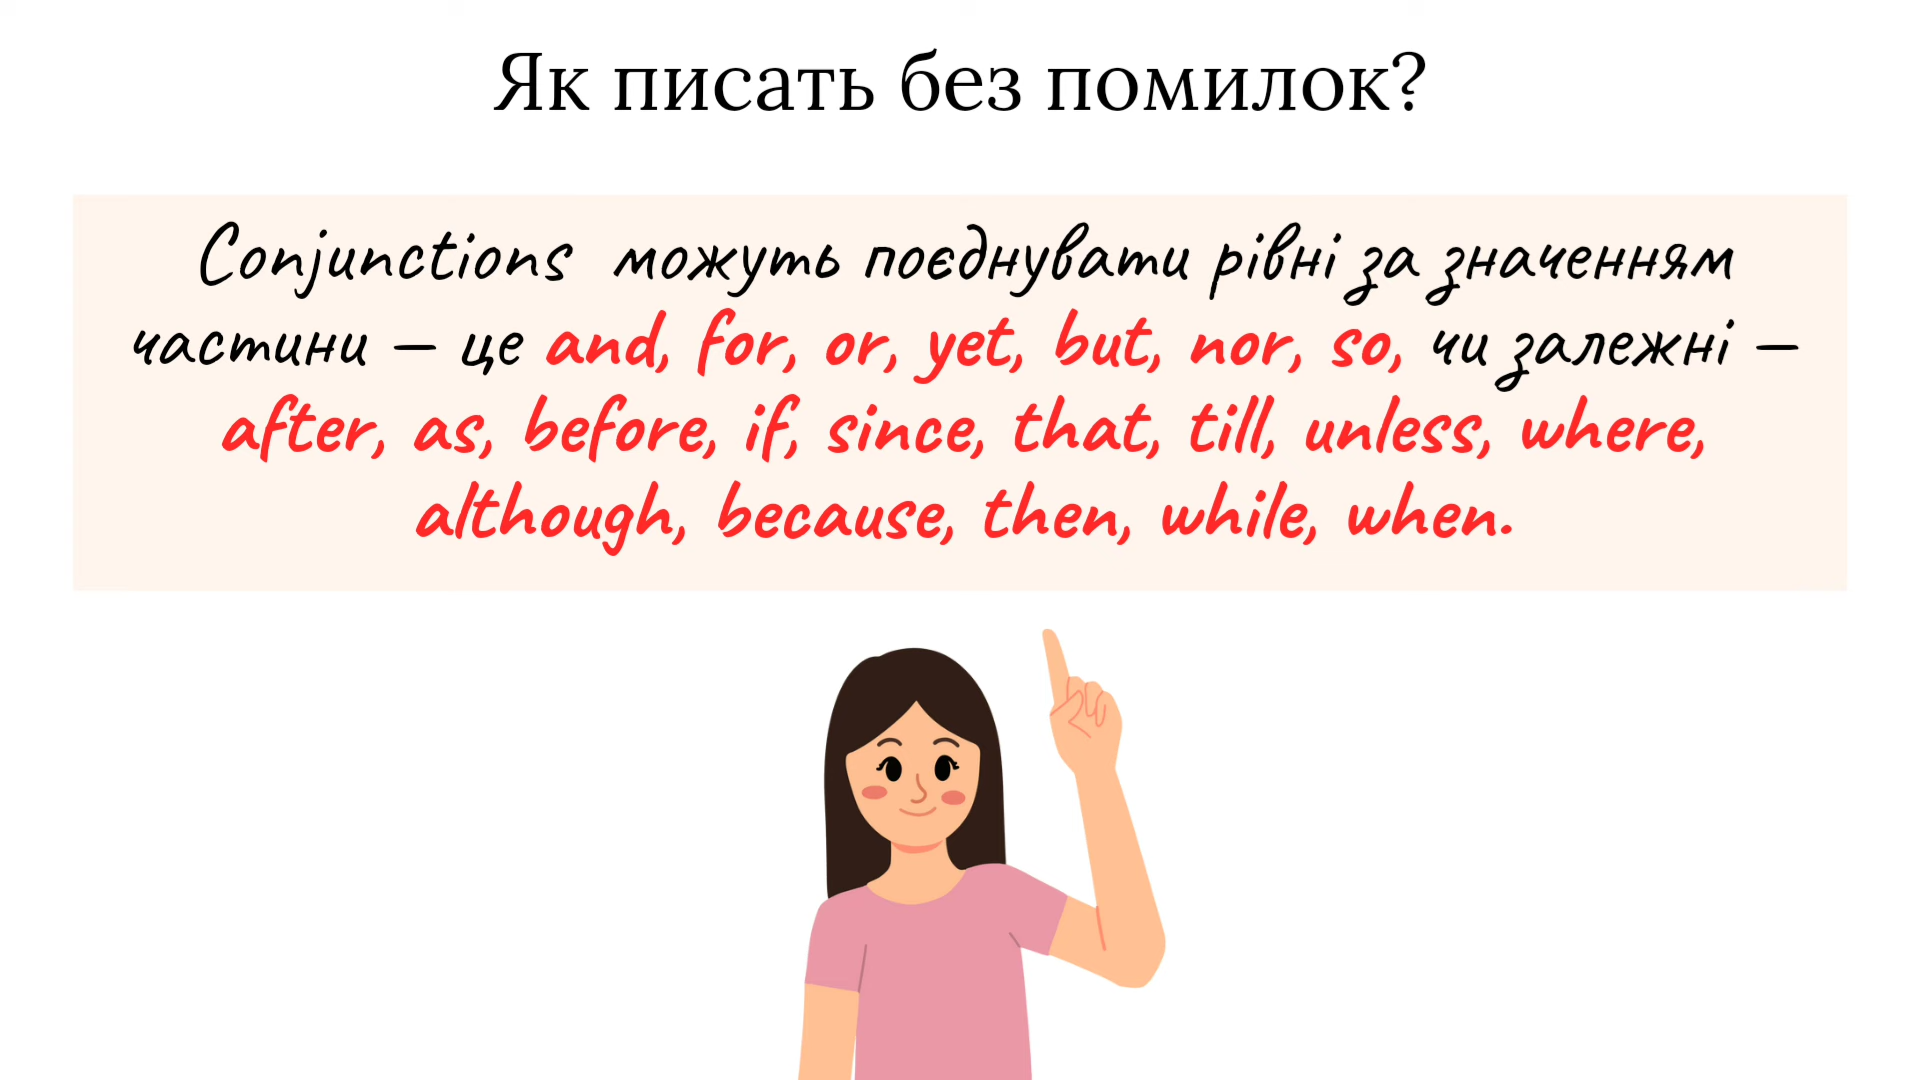 Як писать без помилок?
Conjunctions можуть поєднувати рівні за значенням
частини – це and, for, or, yet, but, nor, so, чи залежні –
after, as, before, if, since, that, till, unless, where,
although, because, then, while, when.